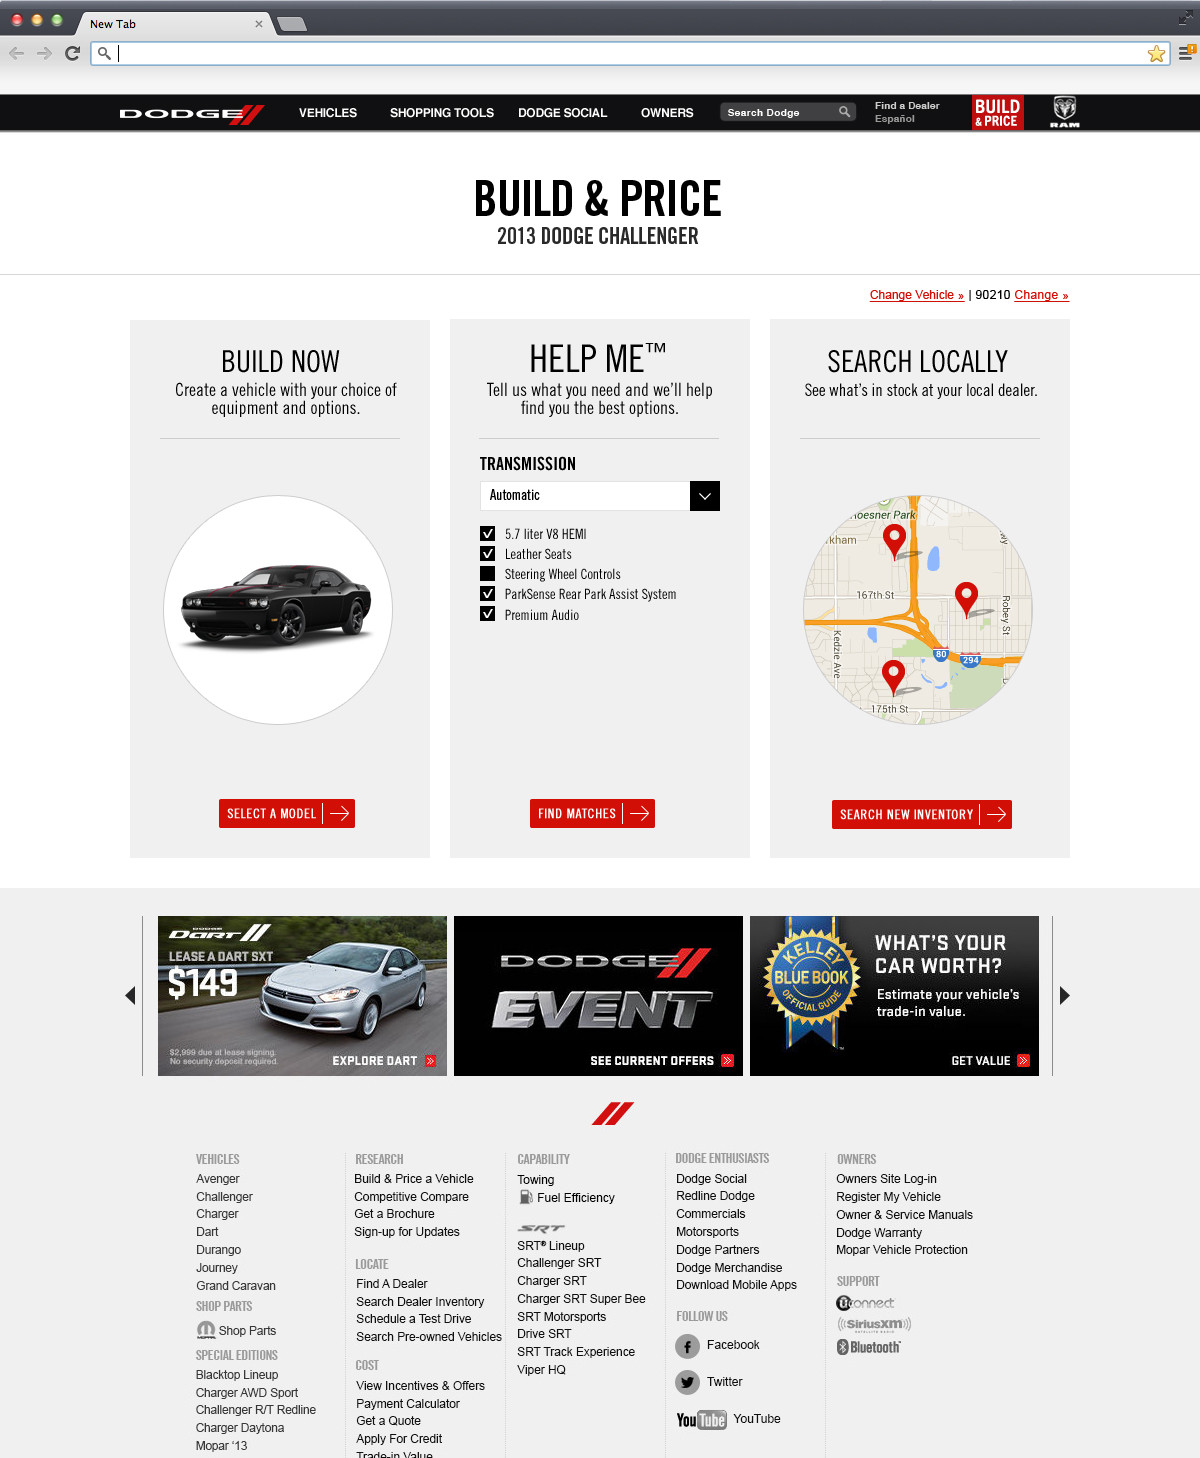 New Tab
DODGE
VEHICLES
SHOPPING TOOLS
DODGE SOCIAL
OWNERS
Search Dodge
Find a Dealer
Español
BUILD
& PRICE
RAM
BUILD & PRICE
2013 DODGE CHALLENGER
Change Vehicle » | 90210 Change »
BUILD NOW
Create a vehicle with your choice of
equipment and options.
SELECT A MODEL
HELP ME™
Tell us what you need and we'll help
find you the best options.
TRANSMISSION
Automatic
5.7 liter V8 HEMI
Leather Seats
Steering Wheel Controls
ParkSense Rear Park Assist System
Premium Audio
FIND MATCHES
SEARCH LOCALLY
See what's in stock at your local dealer.
Hoesner Park
rkham
167th St
Kedzie Ave
Robey St
80
294
175th St
SEARCH NEW INVENTORY
DODGE
DART
LEASE A DART SXT
$149
$2,999 due at lease signing.
No security deposit required.
EXPLORE DART
DODGE
EVENT
SEE CURRENT OFFERS
KELLEY
BLUE BOOK
OFFICIAL GUIDE
WHAT'S YOUR
CAR WORTH?
Estimate your vehicle's
trade-in value.
GET VALUE
VEHICLES
Avenger
Challenger
Charger
Dart
Durango
Journey
Grand Caravan
SHOP PARTS
MOPAR
Shop Parts
SPECIAL EDITIONS
Blacktop Lineup
Charger AWD Sport
Challenger R/T Redline
Charger Daytona
Mopar '13
RESEARCH
Build & Price a Vehicle
Competitive Compare
Get a Brochure
Sign-up for Updates
LOCATE
Find A Dealer
Search Dealer Inventory
Schedule a Test Drive
Search Pre-owned Vehicles
COST
View Incentives & Offers
Payment Calculator
Get a Quote
Apply For Credit
Trade-in Value
CAPABILITY
Towing
Fuel Efficiency
SRT
SRT® Lineup
Challenger SRT
Charger SRT
Charger SRT Super Bee
SRT Motorsports
Drive SRT
SRT Track Experience
Viper HQ
DODGE ENTHUSIASTS
Dodge Social
Redline Dodge
Commercials
Motorsports
Dodge Partners
Dodge Merchandise
Download Mobile Apps
FOLLOW US
Facebook
Twitter
YouTube YouTube
OWNERS
Owners Site Log-in
Register My Vehicle
Owner & Service Manuals
Dodge Warranty
Mopar Vehicle Protection
SUPPORT
Uconnect
SiriusXM
SATELLITE RADIO
Bluetooth